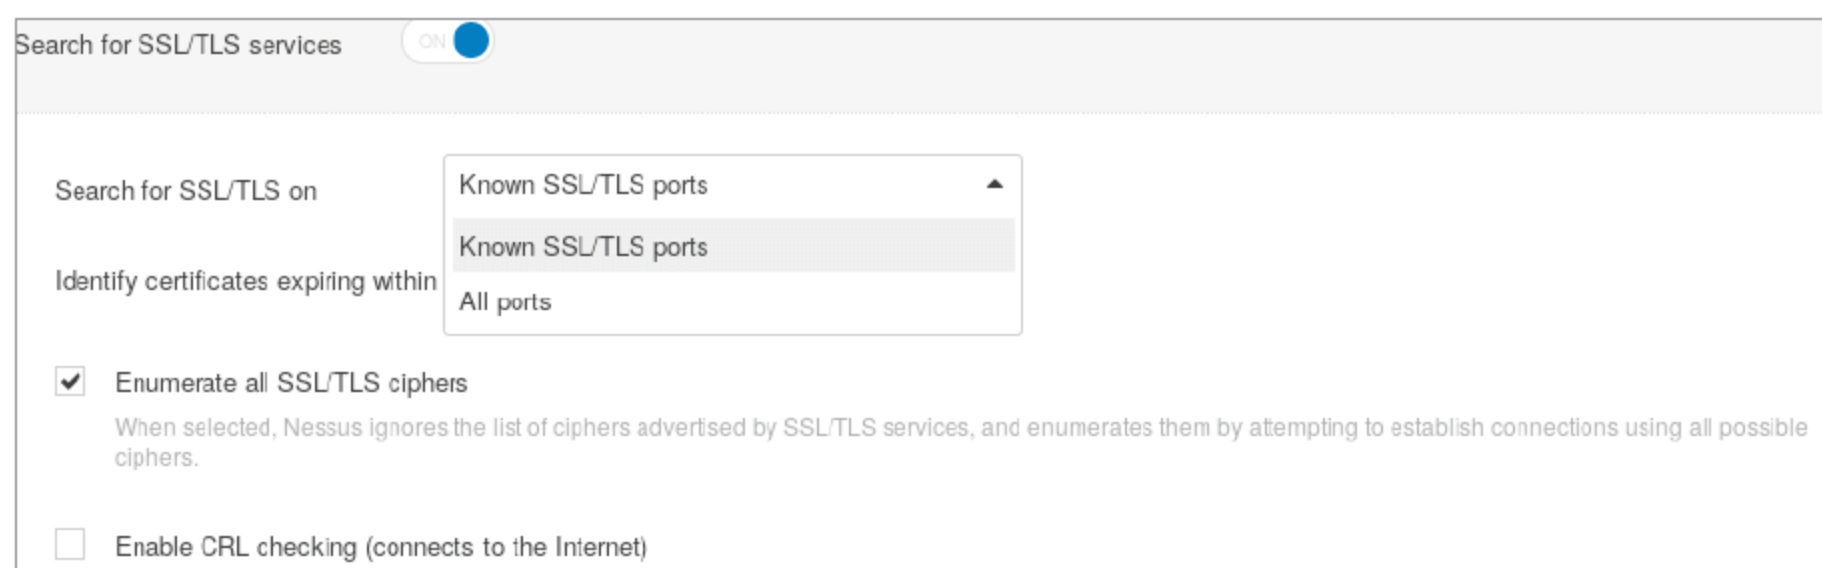 Search for SSL/TLS services
ON
Search for SSL/TLS on
Known SSL/TLS ports
Known SSL/TLS ports
Identify certificates expiring within
All ports
Enumerate all SSL/TLS ciphers
When selected, Nessus ignores the list of ciphers advertised by SSL/TLS services, and enumerates them by attempting to establish connections using all possible
ciphers.
Enable CRL checking (connects to the Internet)